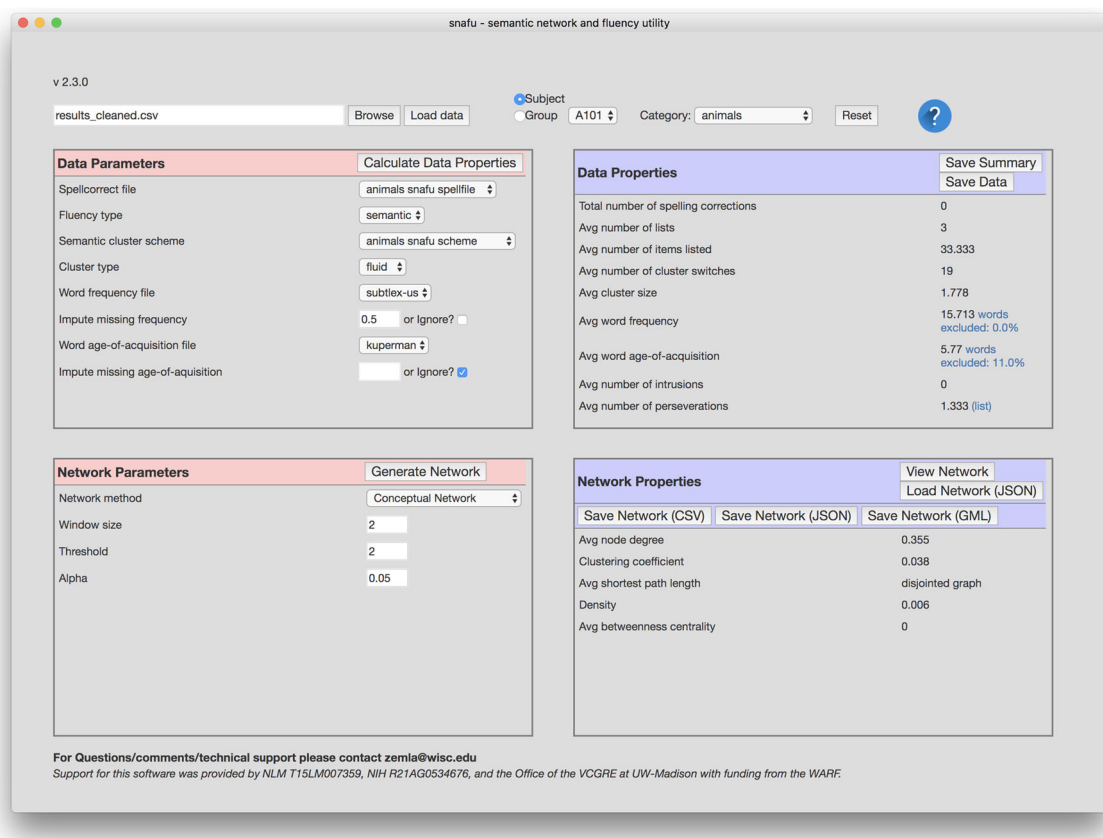 snafu - semantic network and fluency utility
v 2.3.0
results_cleaned.csv Browse Load data Subject Group A101 Category: animals Reset ?
Data Parameters Calculate Data Properties
Spellcorrect file animals snafu spellfile
Fluency type semantic
Semantic cluster scheme animals snafu scheme
Cluster type fluid
Word frequency file subtlex-us
Impute missing frequency 0.5 or Ignore?
Word age-of-acquisition file kuperman
Impute missing age-of-aquisition or Ignore?
Data Properties Save Summary
Save Data
Total number of spelling corrections 0
Avg number of lists 3
Avg number of items listed 33.333
Avg number of cluster switches 19
Avg cluster size 1.778
Avg word frequency 15.713 words
excluded: 0.0%
Avg word age-of-acquisition 5.77 words
excluded: 11.0%
Avg number of intrusions 0
Avg number of perseverations 1.333 (list)
Network Parameters Generate Network
Network method Conceptual Network
Window size 2
Threshold 2
Alpha 0.05
Network Properties View Network
Load Network (JSON)
Save Network (CSV) Save Network (JSON) Save Network (GML)
Avg node degree 0.355
Clustering coefficient 0.038
Avg shortest path length disjointed graph
Density 0.006
Avg betweenness centrality 0
For Questions/comments/technical support please contact zemla@wisc.edu
Support for this software was provided by NLM T15LM007359, NIH R21AG0534676, and the Office of the VCGRE at UW-Madison with funding from the WARF.